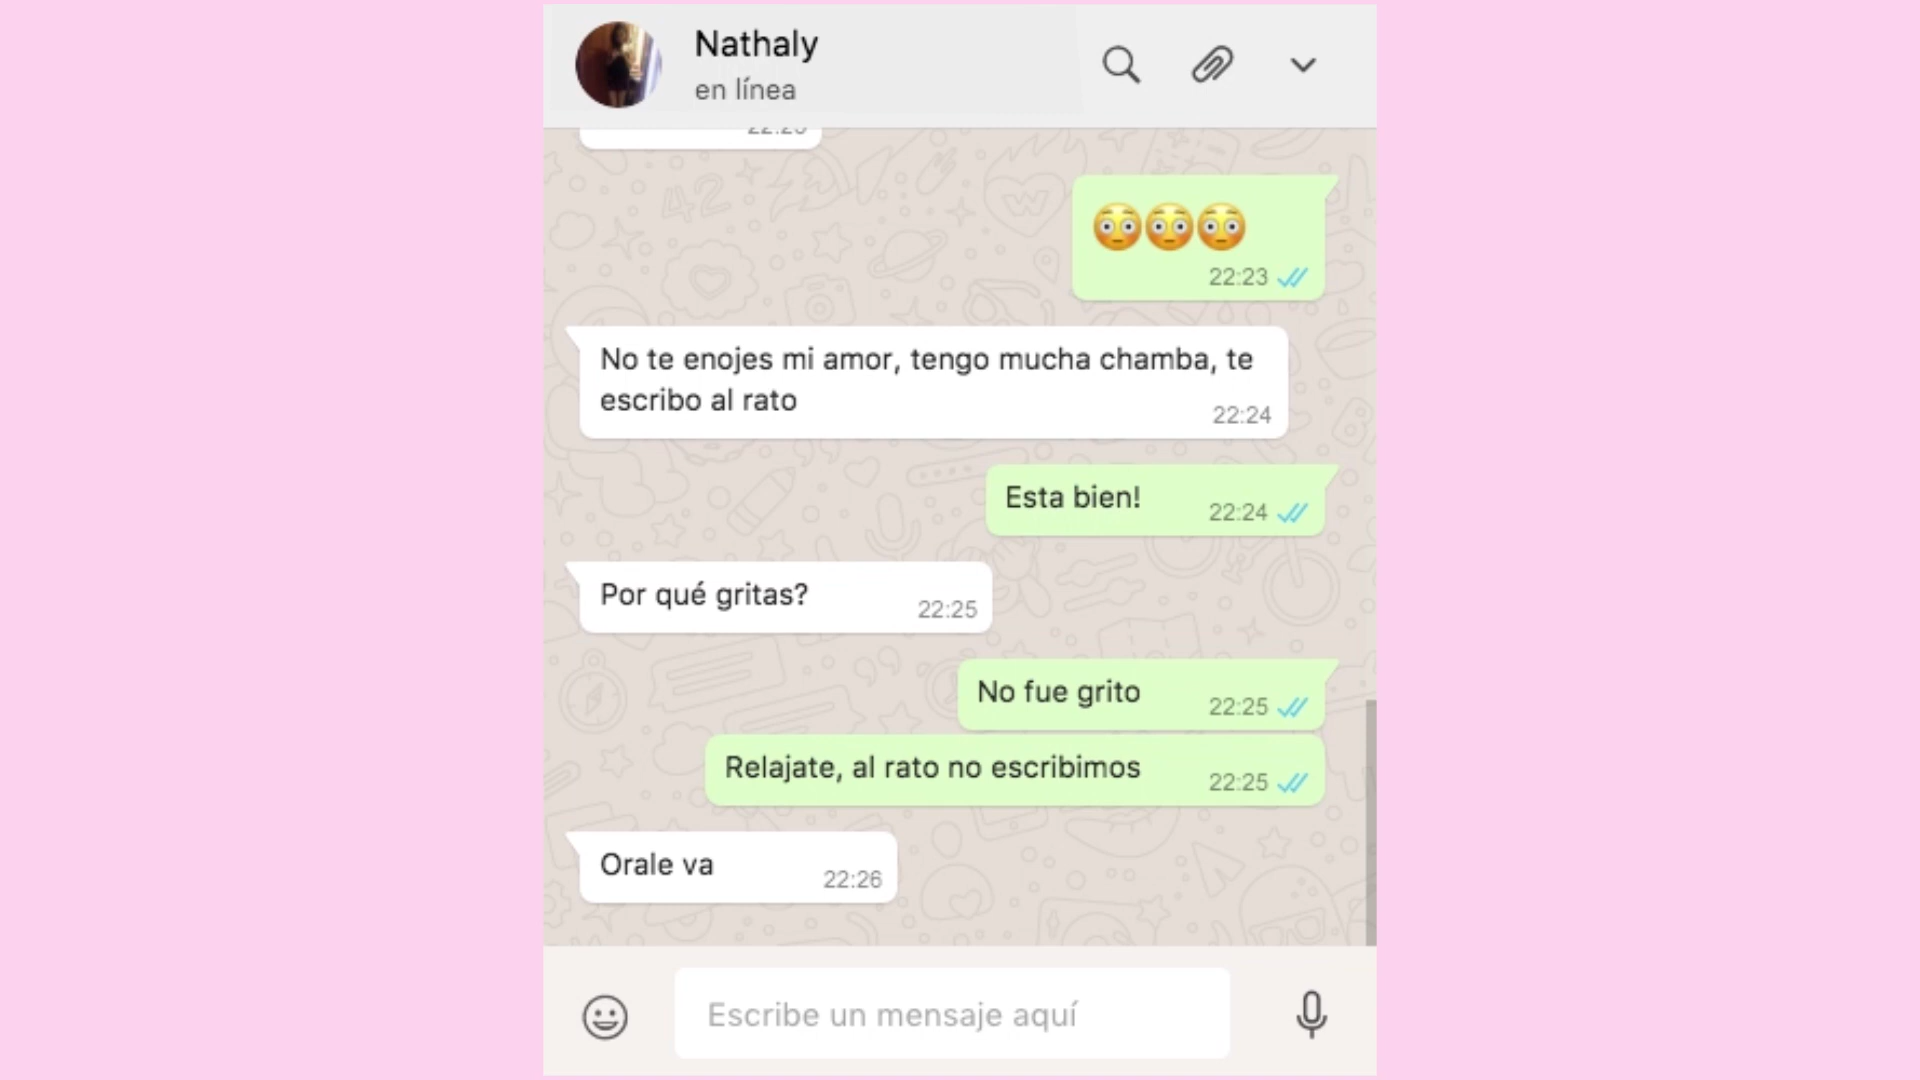 Nathaly
en línea
22:23
No te enojes mi amor, tengo mucha chamba, te
escribo al rato
22:24
Esta bien!
22:24
Por qué gritas?
22:25
No fue grito
22:25
Relajate, al rato no escribimos
22:25
Orale va
22:26
Escribe un mensaje aquí